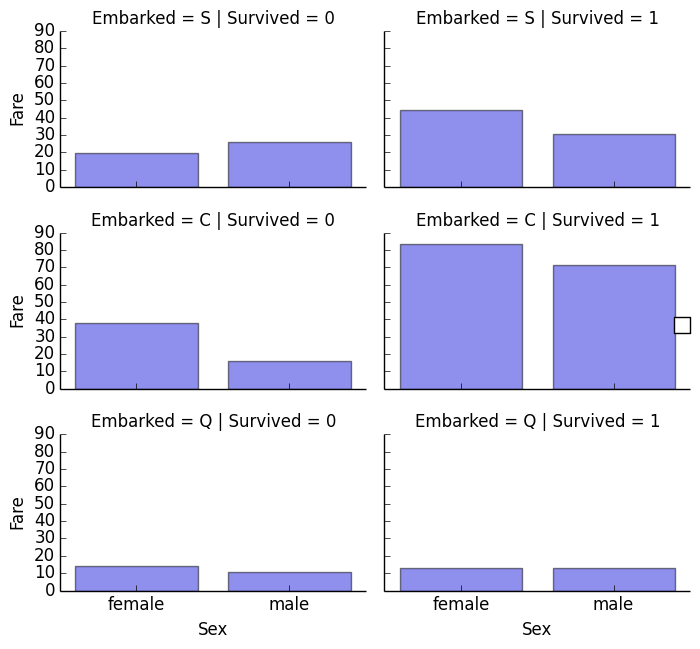 Embarked = S | Survived = 0
Embarked = S | Survived = 1
90
80
70
60
50
40
30
20
10
0
Fare
Embarked = C | Survived = 0
Embarked = C | Survived = 1
90
80
70
60
50
40
30
20
10
0
Fare
Embarked = Q | Survived = 0
Embarked = Q | Survived = 1
90
80
70
60
50
40
30
20
10
0
Fare
female
male
female
male
Sex
Sex